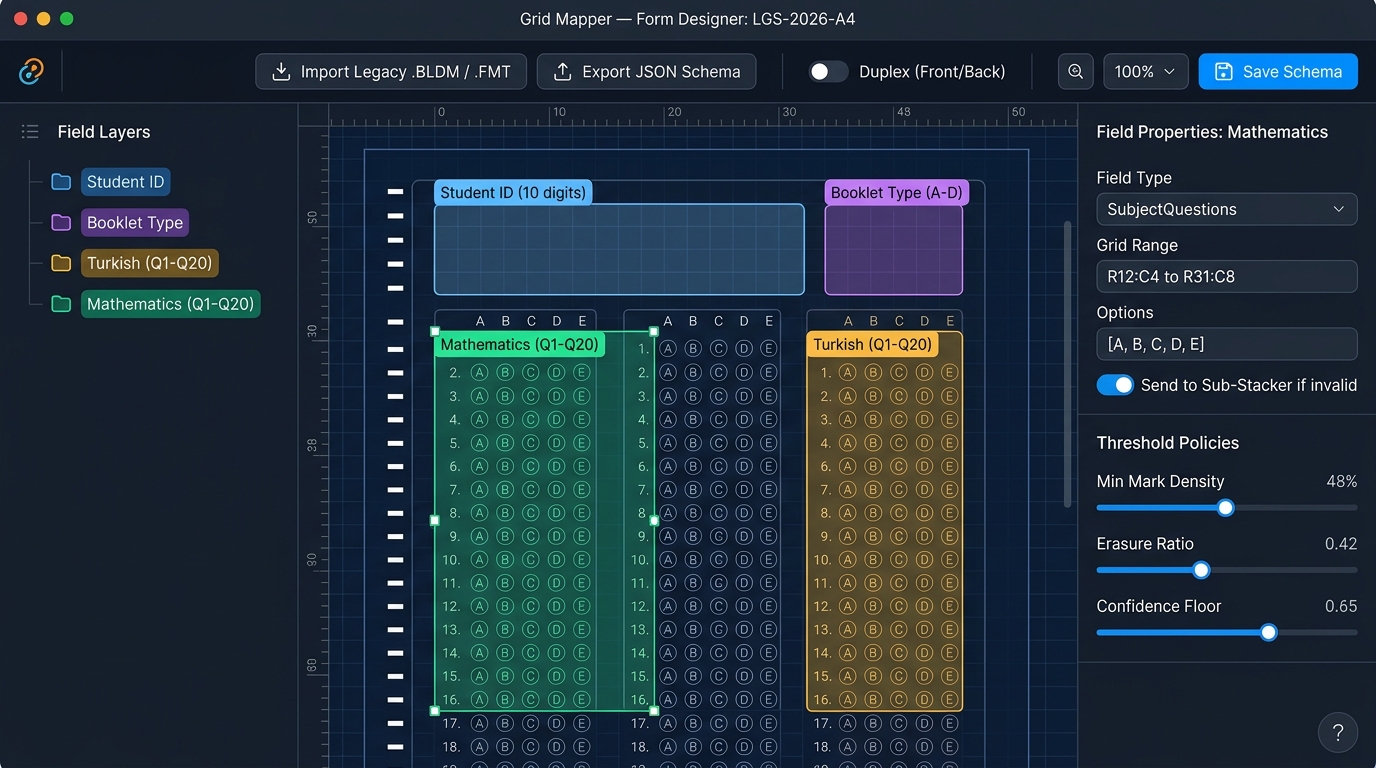 Grid Mapper — Form Designer: LGS-2026-A4
Import Legacy .BLDM / .FMT
Export JSON Schema
Duplex (Front/Back)
100%
Save Schema
Field Layers
Student ID
Booklet Type
Turkish (Q1-Q20)
Mathematics (Q1-Q20)
0 10 20 30 49 50
Student ID (10 digits)
Booklet Type (A-D)
A B C D E
Mathematics (Q1-Q20)
2. A B C D E
3. A B C D E
4. A B C D E
5. A B C D E
6. A B C D E
7. A B C D E
8. A B C D E
9. A B C D E
10. A B C D E
11. A B C D E
12. A B C D E
13. A B C D E
14. A B C D E
15. A B C D E
16. A B C D E
17. A B C D E
18. A B C D E
A B C D E
1. A B C D E
2. A B C D E
3. A B C D E
4. A B C D E
5. A B C D E
6. A B C D E
7. A B C D E
8 A B C D E
9. A B C D E
10. A B C D E
11. A B C D E
12. A B C D E
13. A B G D E
14. A B C D E
15. A B C D E
16. A B C D E
17. A B C D E
18. A B C D E
A B C D E
Turkish (Q1-Q20)
1. A B C D E
2. A B C D E
3. A B C D E
4. A B C D E
6. A B C D E
7. A B C D E
8. A B C D E
9. A B C D E
10. A B C D E
11. A B C D E
12. A B C D E
13. A B C D E
14. A B C D E
15. A B C D E
16. A B C D E
17. A B C D E
18. A B C D E
Field Properties: Mathematics
Field Type
SubjectQuestions
Grid Range
R12:C4 to R31:C8
Options
[A, B, C, D, E]
Send to Sub-Stacker if invalid
Threshold Policies
Min Mark Density 48%
Erasure Ratio 0.42
Confidence Floor 0.65
?